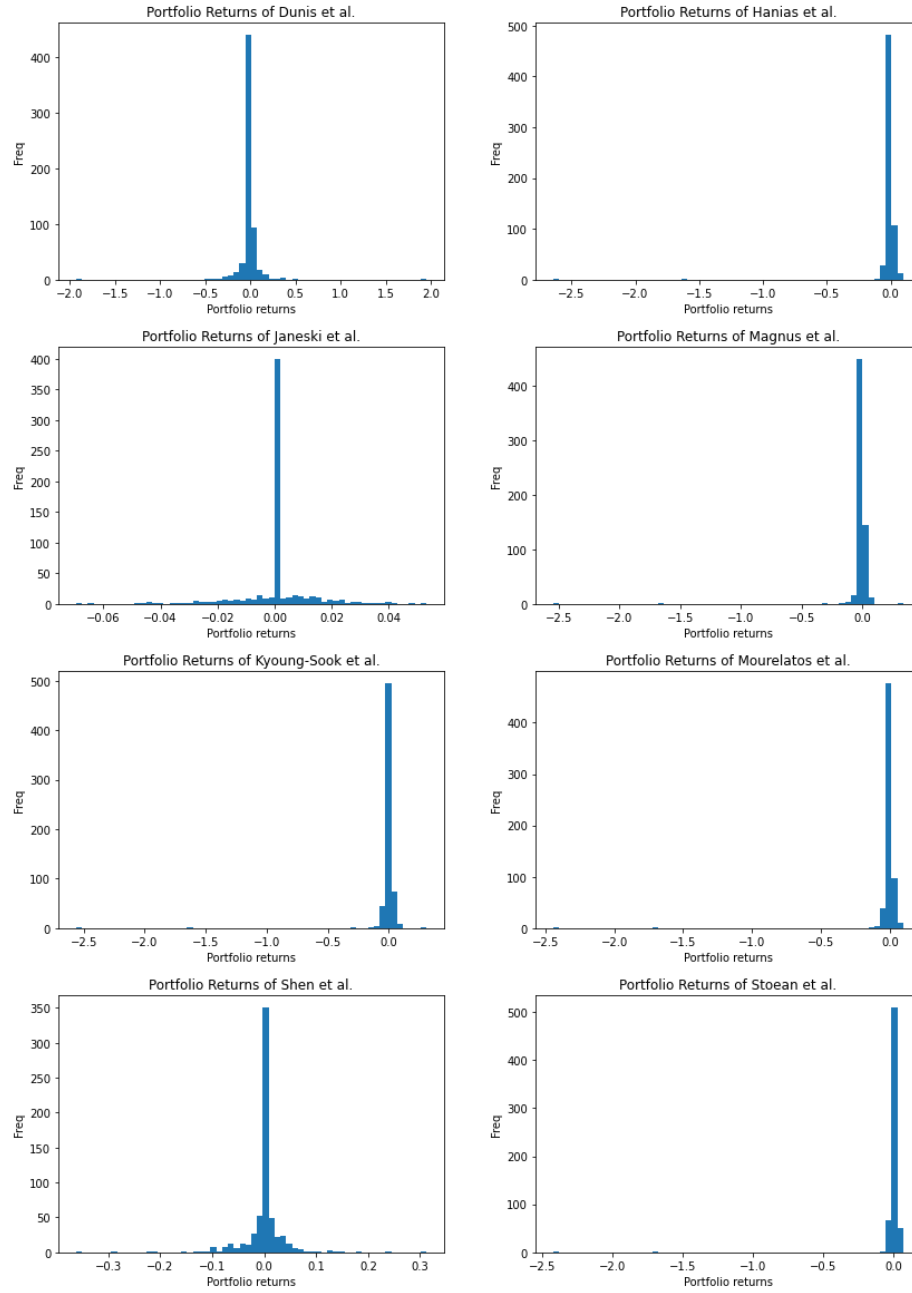 Portfolio Returns of Dunis et al.
400
300
200
100
0
Freq
−2.0 −1.5 −1.0 −0.5 0.0 0.5 1.0 1.5 2.0
Portfolio returns
Portfolio Returns of Hanias et al.
500
400
300
200
100
0
Freq
−2.5 −2.0 −1.5 −1.0 −0.5 0.0
Portfolio returns
Portfolio Returns of Janeski et al.
400
350
300
250
200
150
100
50
0
Freq
−0.06 −0.04 −0.02 0.00 0.02 0.04
Portfolio returns
Portfolio Returns of Magnus et al.
400
300
200
100
0
Freq
−2.5 −2.0 −1.5 −1.0 −0.5 0.0
Portfolio returns
Portfolio Returns of Kyoung-Sook et al.
500
400
300
200
100
0
Freq
−2.5 −2.0 −1.5 −1.0 −0.5 0.0
Portfolio returns
Portfolio Returns of Mourelatos et al.
400
300
200
100
0
Freq
−2.5 −2.0 −1.5 −1.0 −0.5 0.0
Portfolio returns
Portfolio Returns of Shen et al.
350
300
250
200
150
100
50
0
Freq
−0.3 −0.2 −0.1 0.0 0.1 0.2 0.3
Portfolio returns
Portfolio Returns of Stoean et al.
500
400
300
200
100
0
Freq
−2.5 −2.0 −1.5 −1.0 −0.5 0.0
Portfolio returns